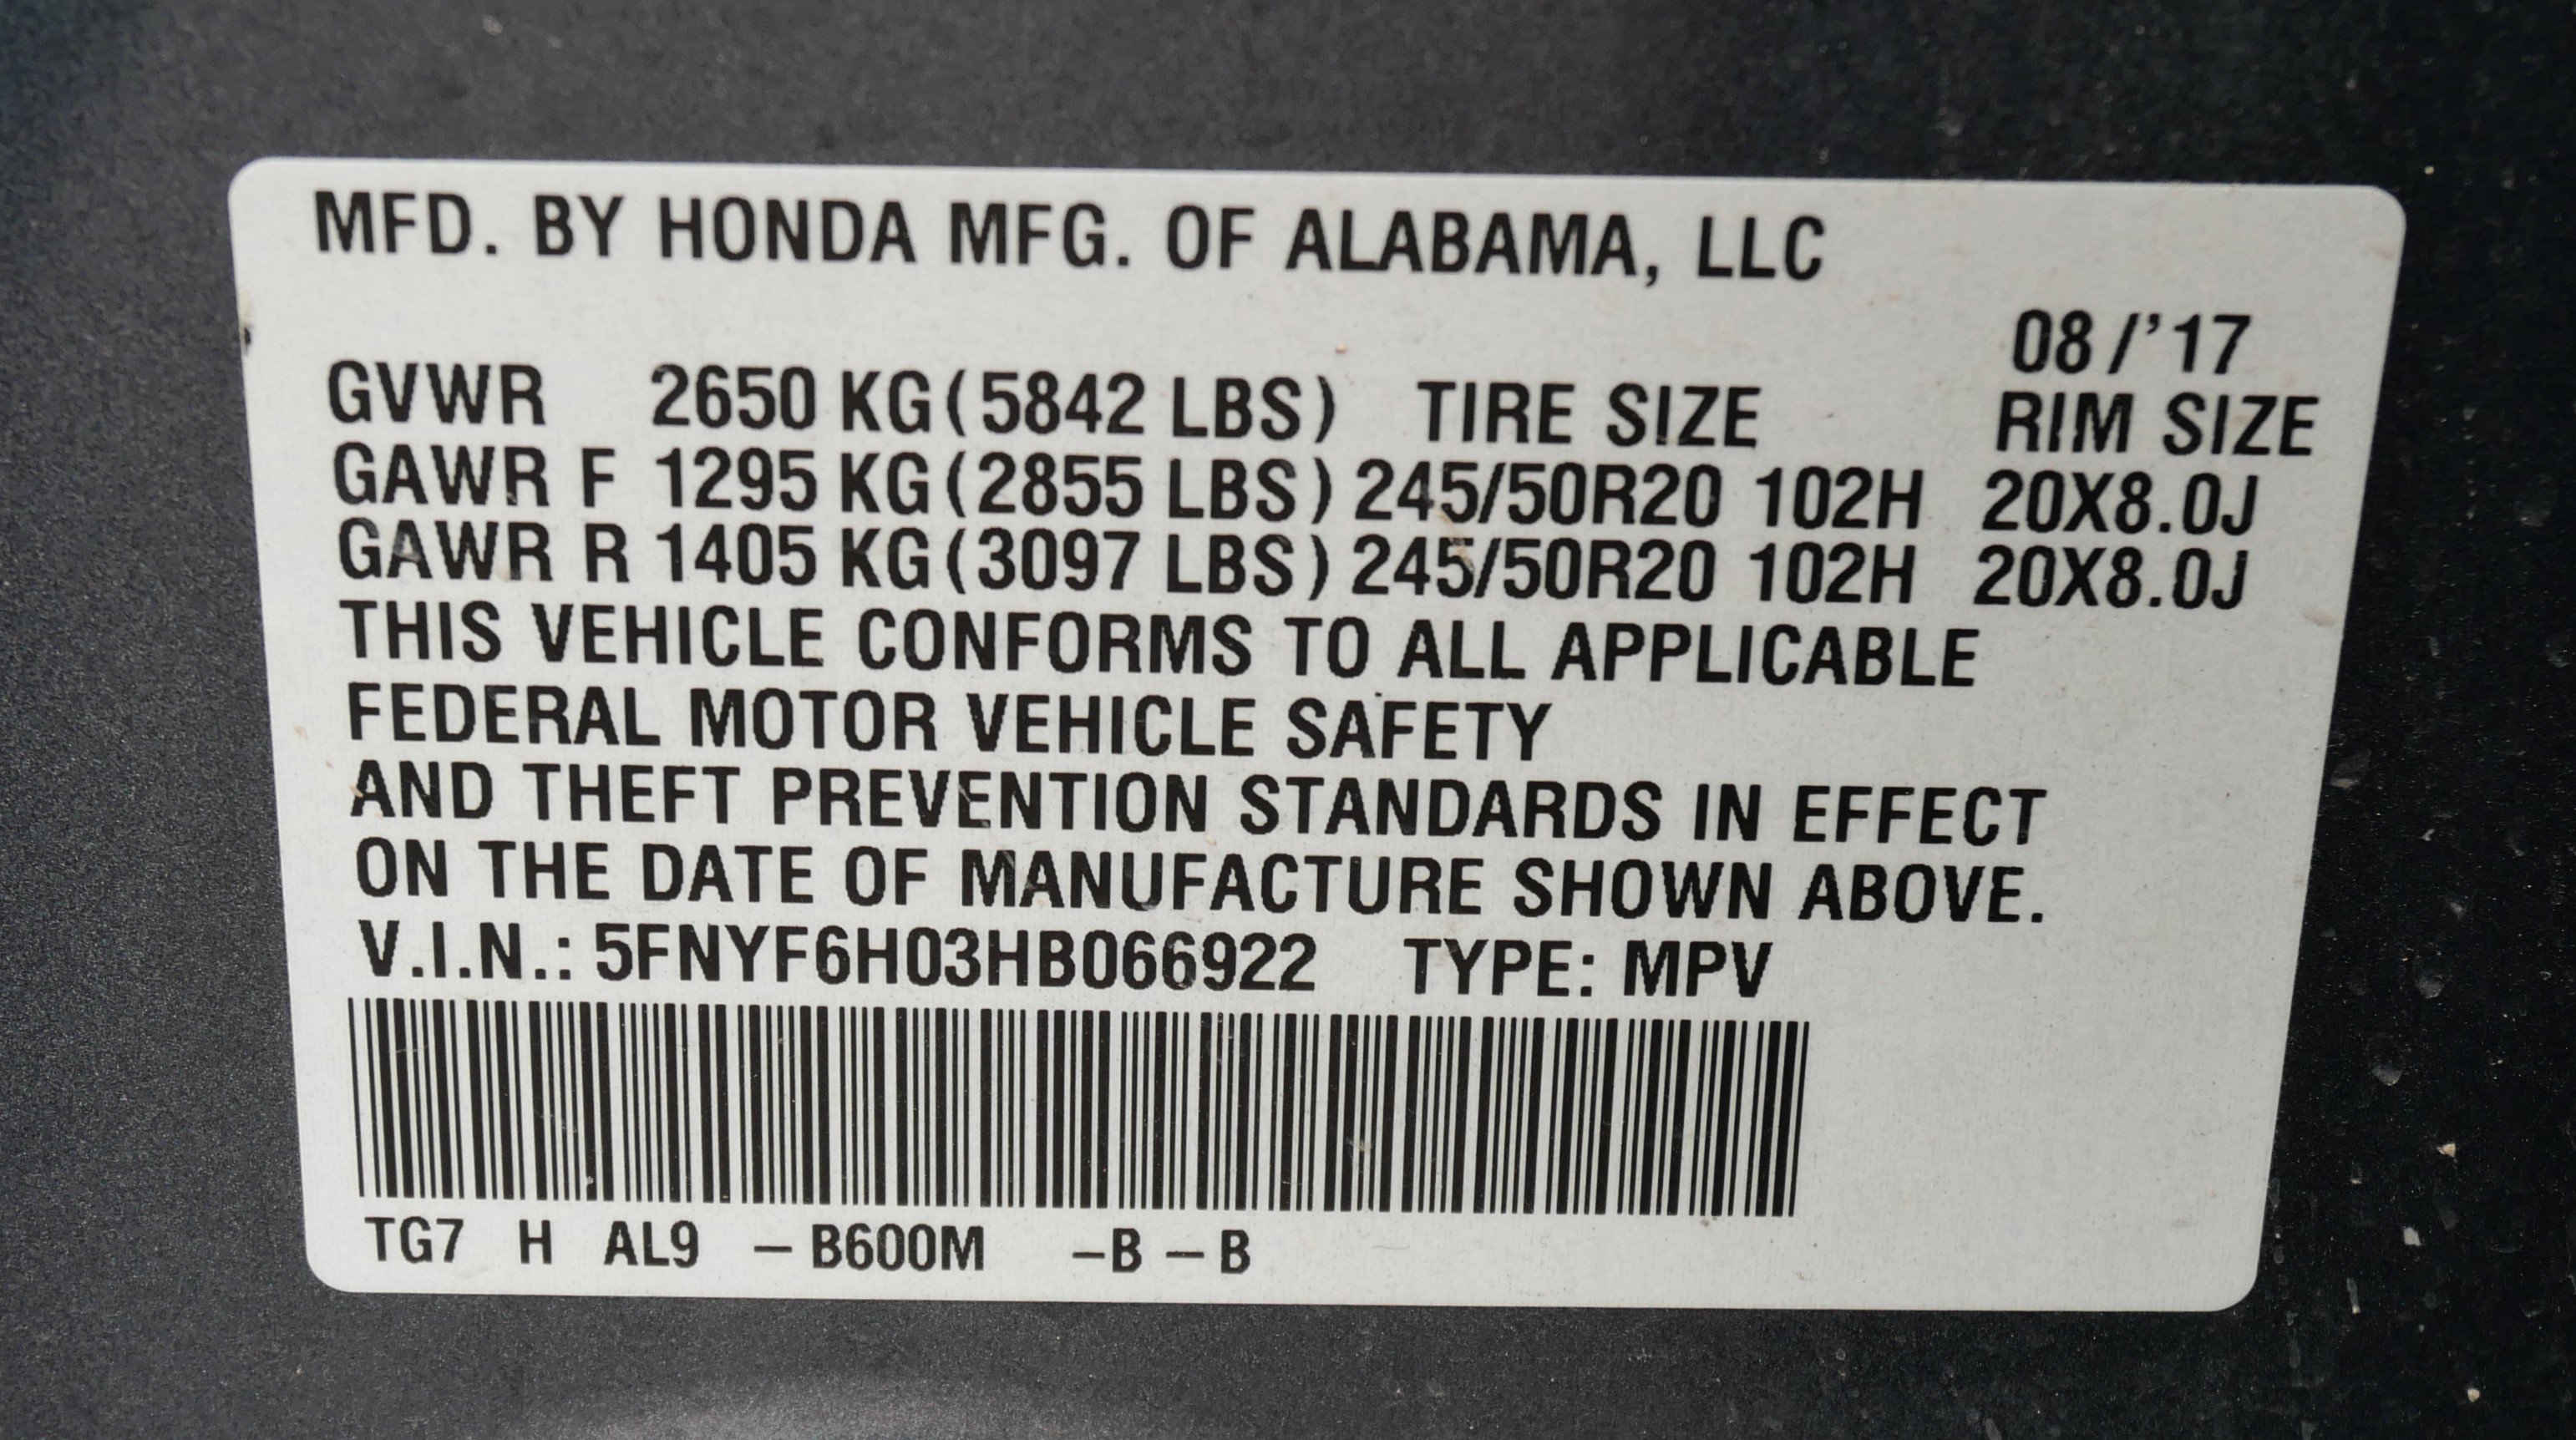 MFD. BY HONDA MFG. OF ALABAMA, LLC
08/'17
GVWR 2650 KG(5842 LBS) TIRE SIZE RIM SIZE
GAWR F 1295 KG(2855 LBS) 245/50R20 102H 20X8.0J
GAWR R 1405 KG(3097 LBS) 245/50R20 102H 20X8.0J
THIS VEHICLE CONFORMS TO ALL APPLICABLE
FEDERAL MOTOR VEHICLE SAFETY
AND THEFT PREVENTION STANDARDS IN EFFECT
ON THE DATE OF MANUFACTURE SHOWN ABOVE.
V.I.N.: 5FNYF6H03HB066922 TYPE: MPV
TG7 H AL9 – B600M –B – B